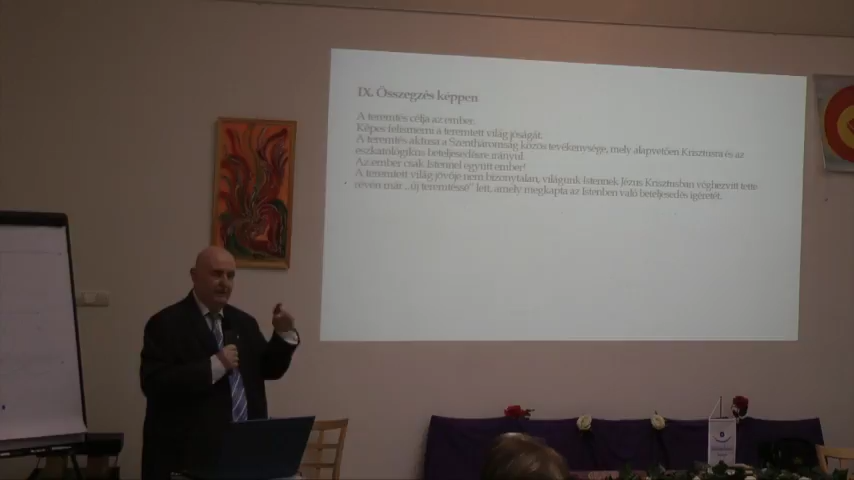 IX. Összegzés képpen
A teremtés célja az ember.
Képes felismerni a teremtett világ jóságát.
A teremtés aktusa a Szentháromság közös tevékenysége, mely alapvetően Krisztusra és az
eszkatológikus beteljesedésre irányul.
Az ember csak Istennel együtt ember!
A teremtett világ jövője nem bizonytalan, világunk Istennek Jézus Krisztusban véghezvitt tette
révén már „új teremtéssé" lett, amely megkapta az Istenben való beteljesedés ígéretét.